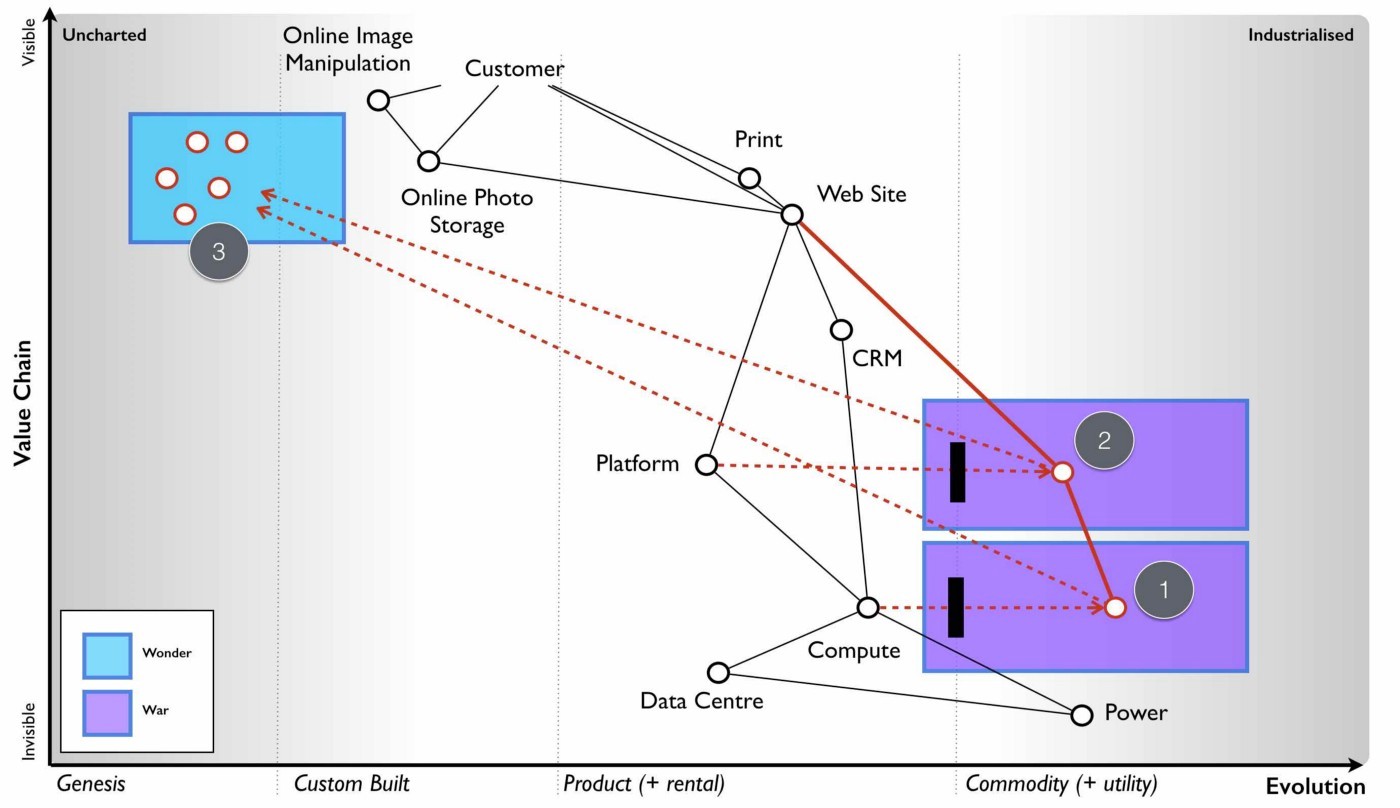 Visible
Uncharted
Online Image
Manipulation
Customer
Industrialised
Print
Web Site
Online Photo
Storage
3
CRM
Value Chain
2
Platform
1
Compute
Wonder
Data Centre
War
Power
Invisible
Genesis
Custom Built
Product (+ rental)
Commodity (+ utility)
Evolution